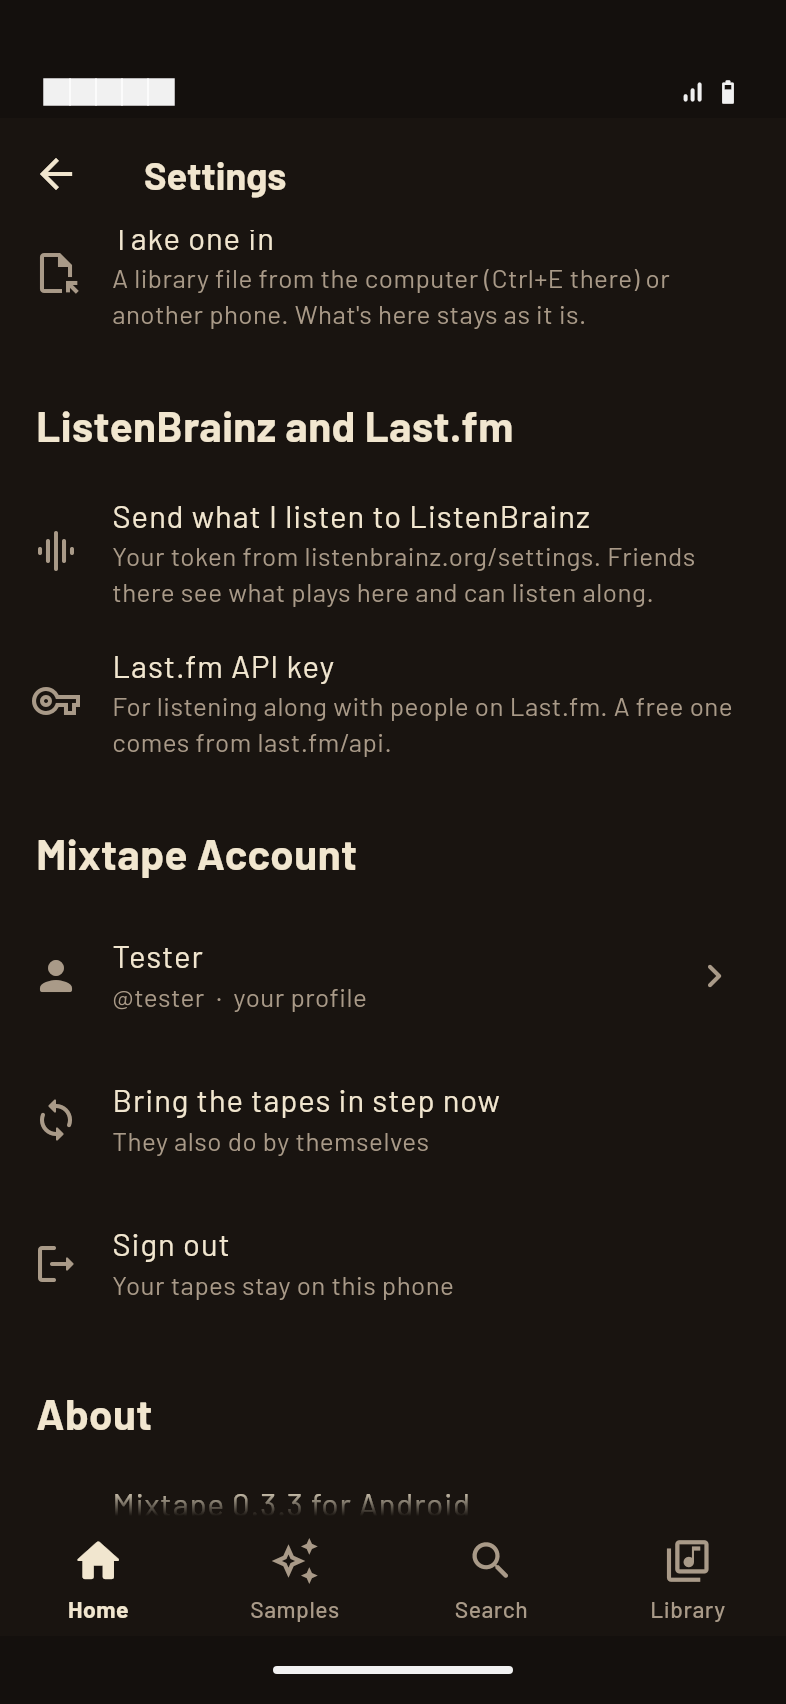 Settings
Take one in
A library file from the computer (Ctrl+E there) or
another phone. What's here stays as it is.
ListenBrainz and Last.fm
Send what I listen to ListenBrainz
Your token from listenbrainz.org/settings. Friends
there see what plays here and can listen along.
Last.fm API key
For listening along with people on Last.fm. A free one
comes from last.fm/api.
Mixtape Account
Tester
@tester · your profile
Bring the tapes in step now
They also do by themselves
Sign out
Your tapes stay on this phone
About
Mixtape 0.3.3 for Android
Home
Samples
Search
Library